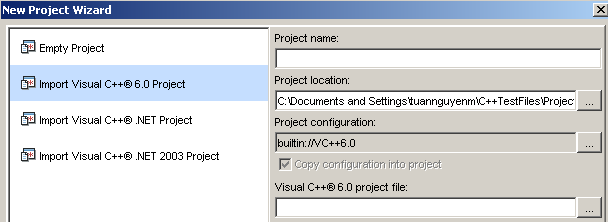 New Project Wizard
Empty Project
Import Visual C++® 6.0 Project
Import Visual C++® .NET Project
Import Visual C++® .NET 2003 Project
Project name:
Project location:
C:\Documents and Settings\tuannguyenm\C++TestFiles\Projec
...
Project configuration:
builtin://VC++6.0
...
Copy configuration into project
Visual C++® 6.0 project file:
...